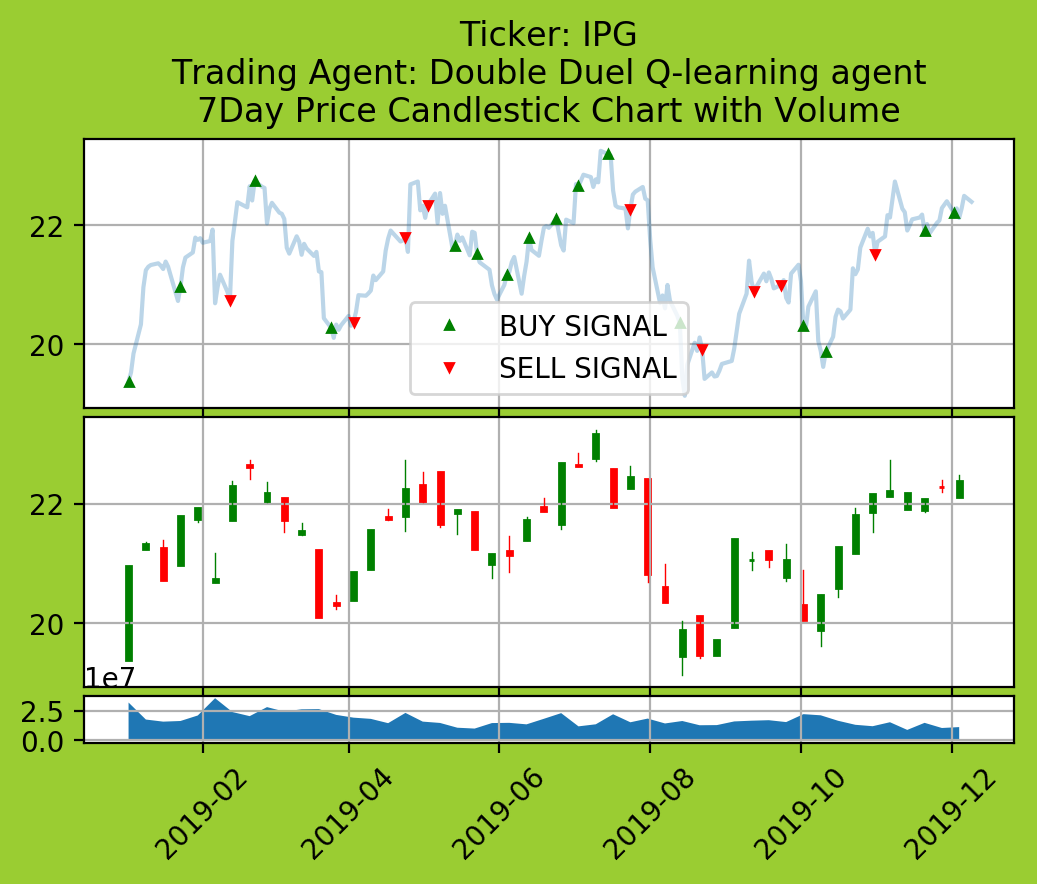 Ticker: IPG
Trading Agent: Double Duel Q-learning agent
7Day Price Candlestick Chart with Volume
22
20
BUY SIGNAL
SELL SIGNAL
22
20
1e7
2.5
0.0
2019-02
2019-04
2019-06
2019-08
2019-10
2019-12